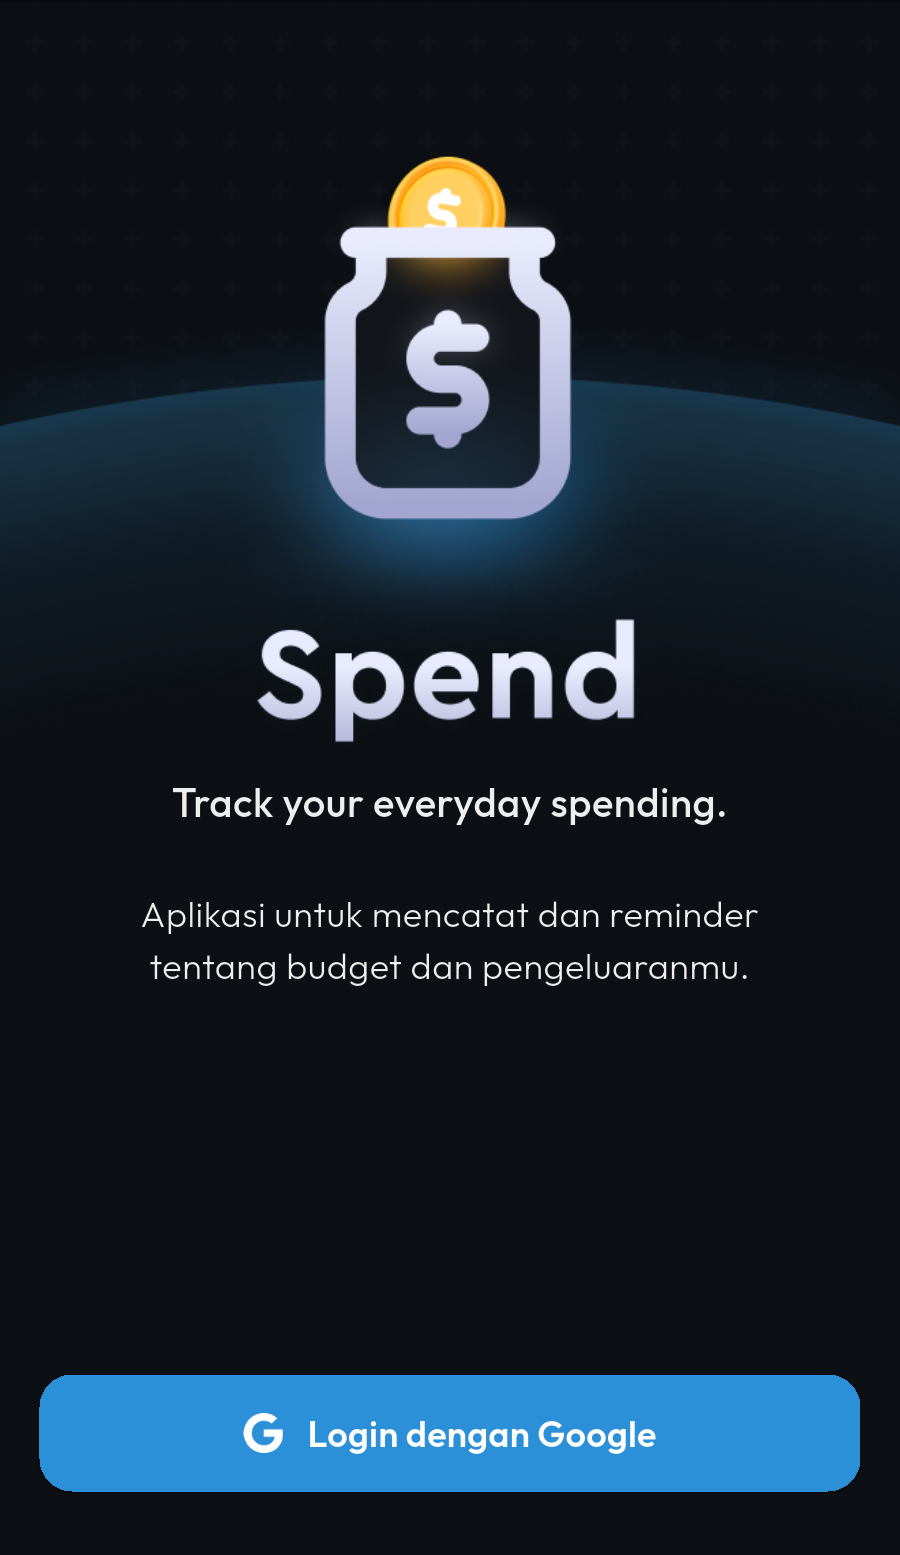 $
$
Spend
Track your everyday spending.
Aplikasi untuk mencatat dan reminder
tentang budget dan pengeluaranmu.
G Login dengan Google